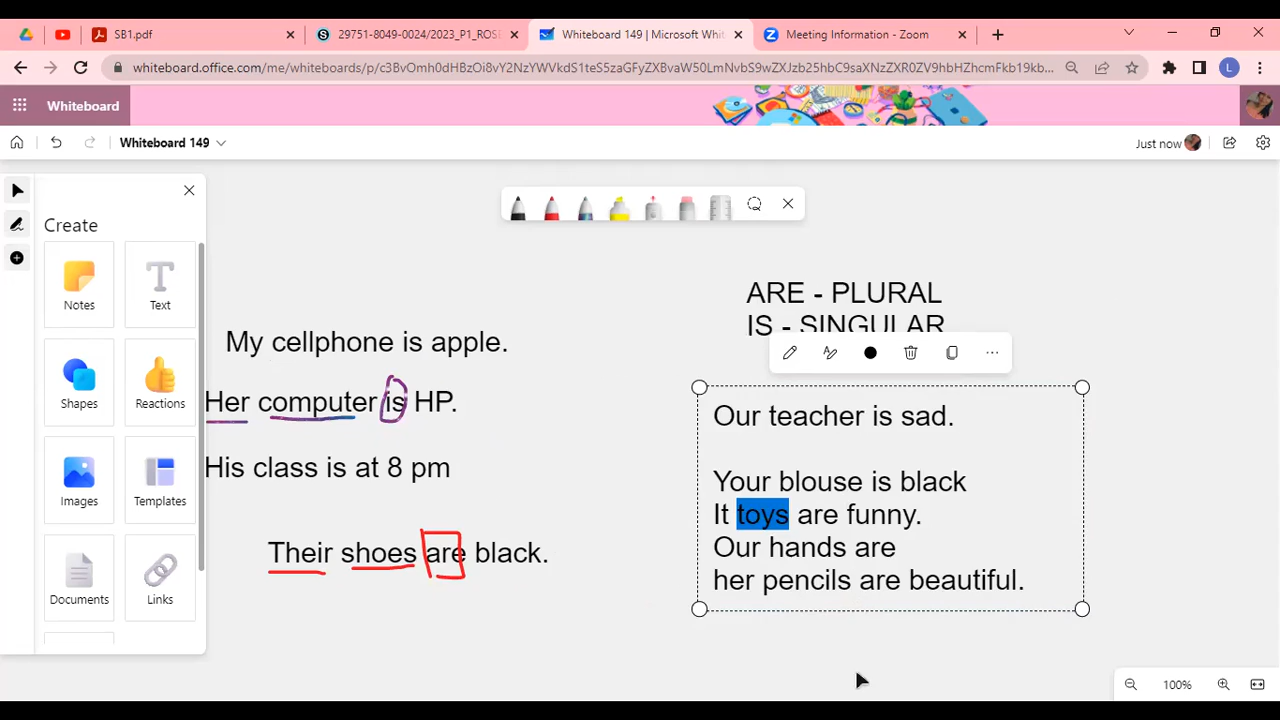 SB1.pdf
29751-8049-0024/2023_P1_ROSE
Whiteboard 149 | Microsoft Whit
Meeting Information - Zoom
whiteboard.office.com/me/whiteboards/p/
L
Whiteboard
Whiteboard 149
Just now
Create
Notes
Text
Shapes
Reactions
Images
Templates
Documents
Links
My cellphone is apple.
Her computer is HP.
His class is at 8 pm
Their shoes are black.
ARE - PLURAL
IS - SINGULAR
Our teacher is sad.
Your blouse is black
It toys are funny.
Our hands are
her pencils are beautiful.
100%